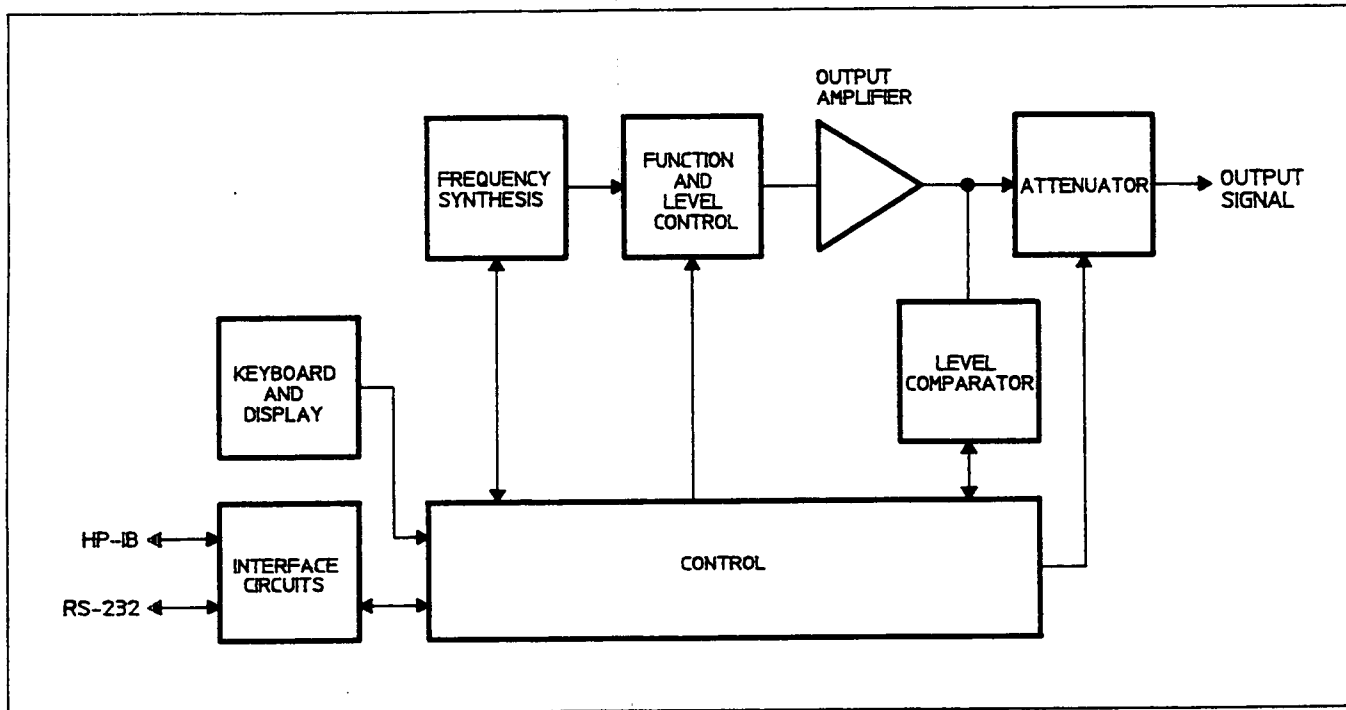 OUTPUT
AMPLIFIER
FREQUENCY
SYNTHESIS
FUNCTION
AND
LEVEL
CONTROL
ATTENUATOR
OUTPUT
SIGNAL
KEYBOARD
AND
DISPLAY
LEVEL
COMPARATOR
HP-IB
RS-232
INTERFACE
CIRCUITS
CONTROL